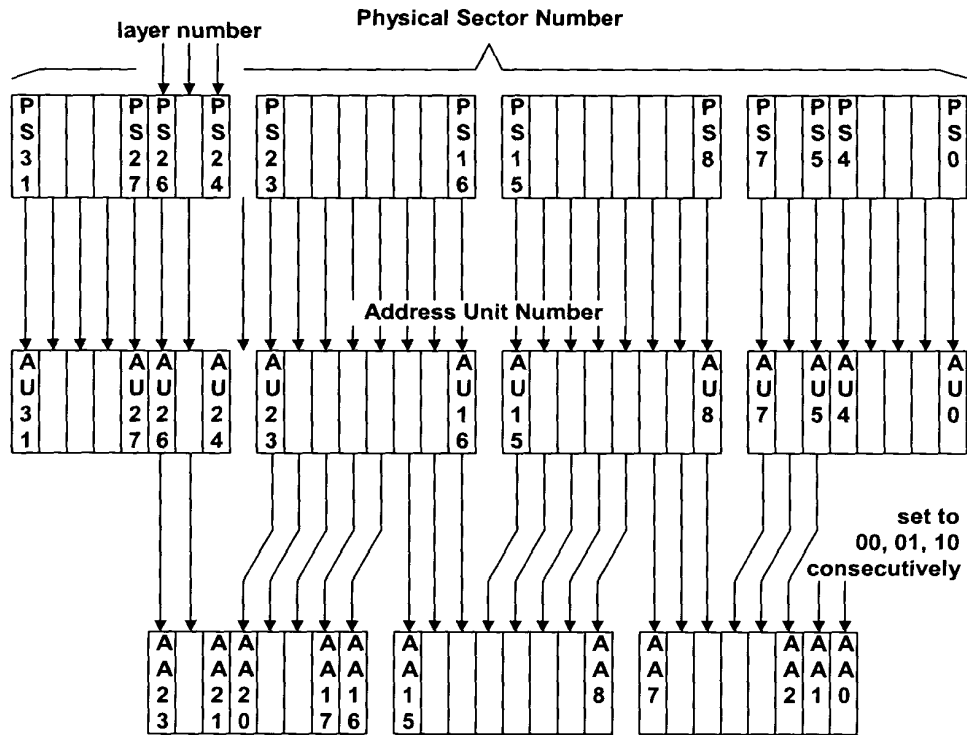 Physical Sector Number
layer number
PS31 PS27 PS26 PS24 PS23 PS16 PS15 PS8 PS7 PS5 PS4 PS0
Address Unit Number
AU31 AU27 AU26 AU24 AU23 AU16 AU15 AU8 AU7 AU5 AU4 AU0
set to
00, 01, 10
consecutively
AA23 AA21 AA20 AA17 AA16 AA15 AA8 AA7 AA2 AA1 AA0